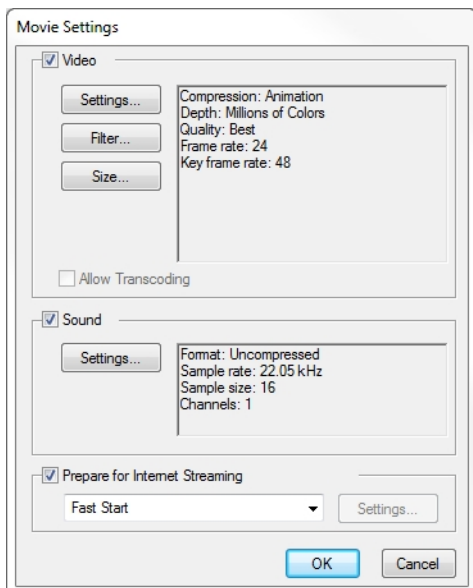 Movie Settings
Video
Settings...
Compression: Animation
Depth: Millions of Colors
Filter...
Quality: Best
Frame rate: 24
Size...
Key frame rate: 48
Allow Transcoding
Sound
Settings...
Format: Uncompressed
Sample rate: 22.05 kHz
Sample size: 16
Channels: 1
Prepare for Internet Streaming
Fast Start
Settings...
OK
Cancel